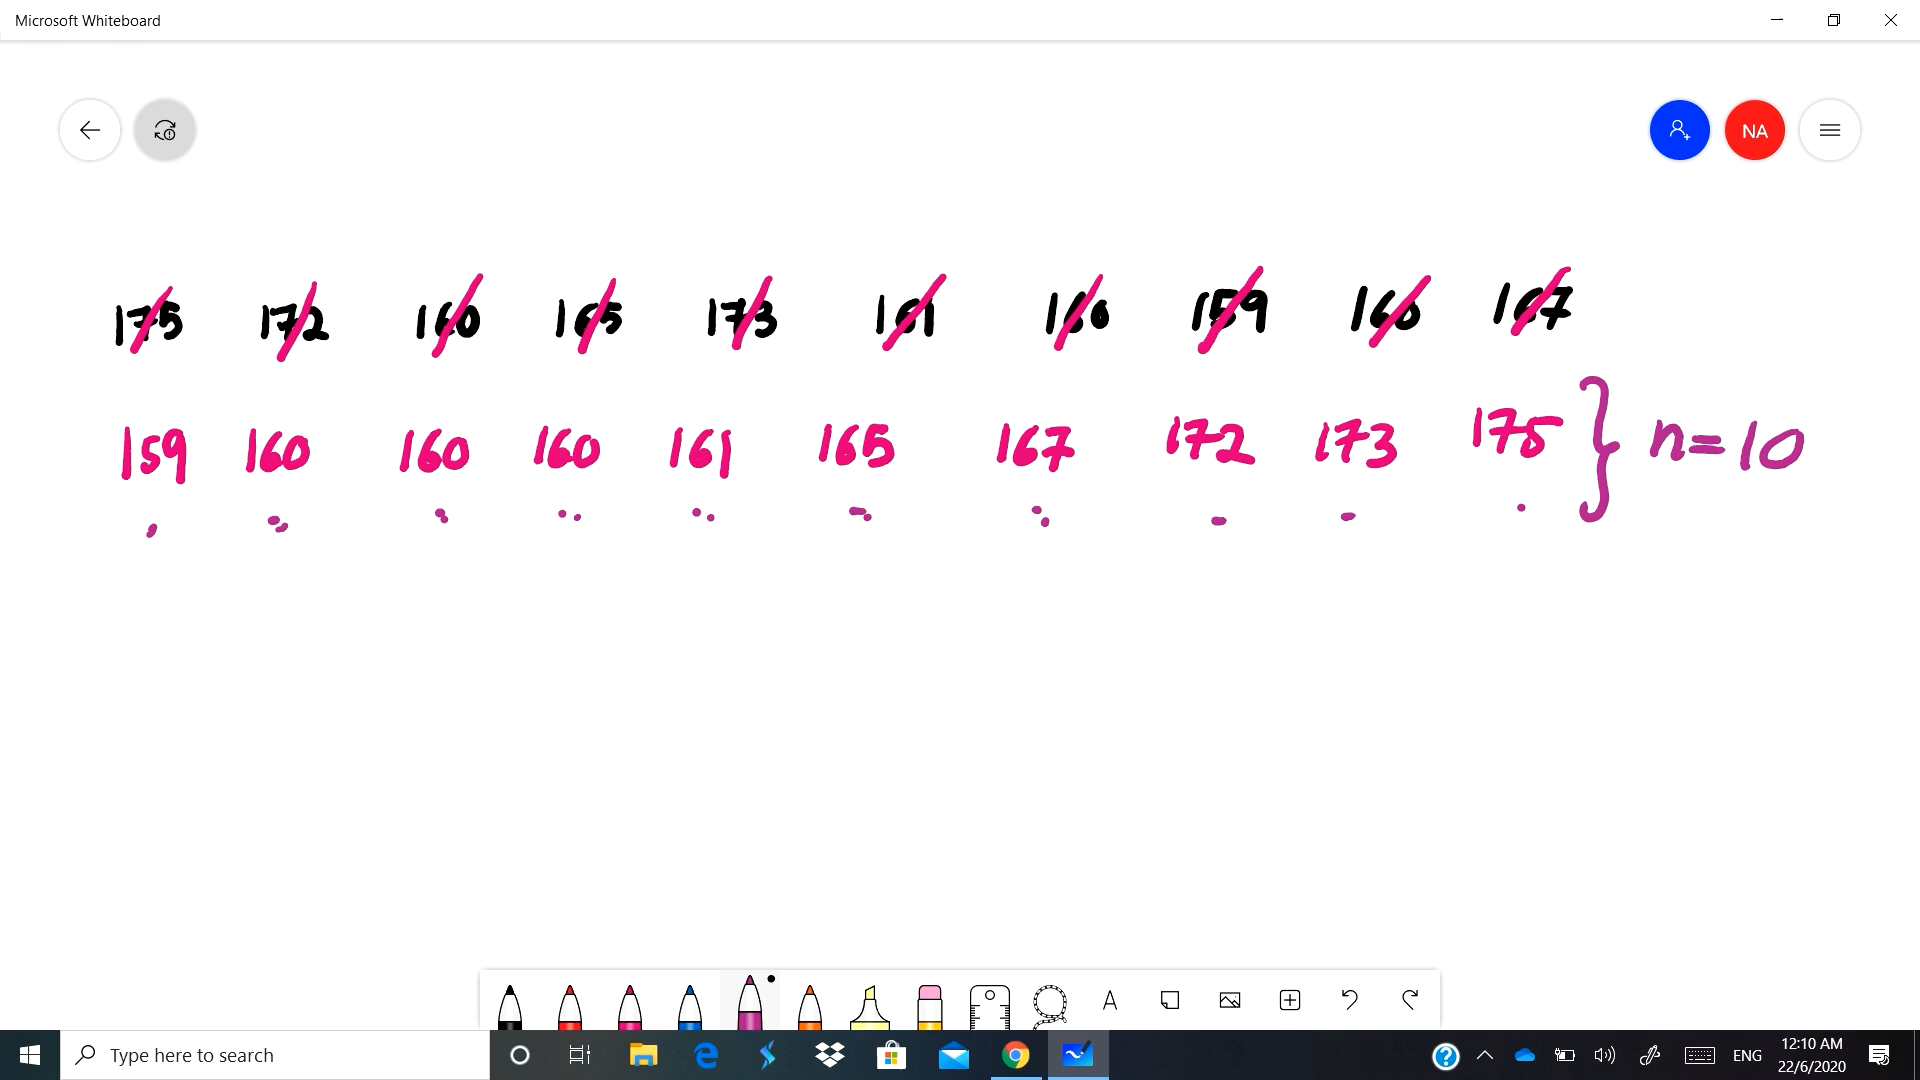 Microsoft Whiteboard
NA
175 172 160 165 173 161 160 159 160 167
159 160 160 160 161 165 167 172 173 175 } n=10
A
Type here to search
ENG
12:10 AM
22/6/2020